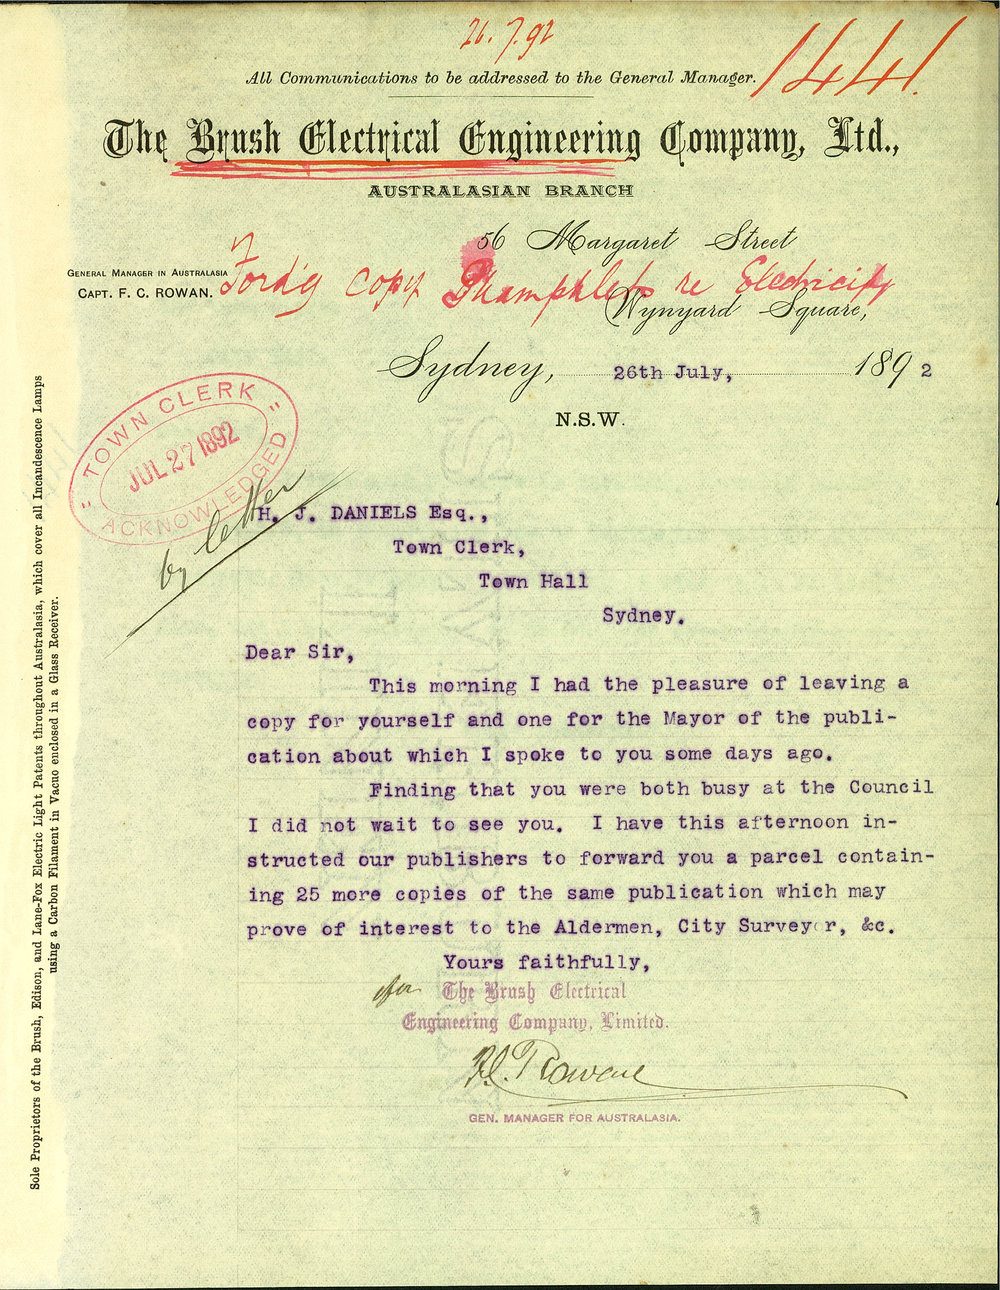 26.7.92
1441.
All Communications to be addressed to the General Manager.
The Brush Electrical Engineering Company, Ltd.,
AUSTRALASIAN BRANCH
56 Margaret Street
GENERAL MANAGER IN AUSTRALASIA
CAPT. F. C. ROWAN.
Ford'g copy Phamphlets re Electricity
Wynyard Square,
Sydney, 26th July, 1892
N.S.W.
"TOWN CLERK"
JUL 27 1892
ACKNOWLEDGED
by letter
H. J. DANIELS Esq.,
Town Clerk,
Town Hall
Sydney.
Dear Sir,
This morning I had the pleasure of leaving a
copy for yourself and one for the Mayor of the publi-
cation about which I spoke to you some days ago.
Finding that you were both busy at the Council
I did not wait to see you. I have this afternoon in-
structed our publishers to forward you a parcel contain-
ing 25 more copies of the same publication which may
prove of interest to the Aldermen, City Surveyor, &c.
Yours faithfully,
for The Brush Electrical
Engineering Company, Limited.
F.C. Rowan
GEN. MANAGER FOR AUSTRALASIA.
Sole Proprietors of the Brush, Edison, and Lane-Fox Electric Light Patents throughout Australasia, which cover all Incandescence Lamps
using a Carbon Filament in Vacuo enclosed in a Glass Receiver.